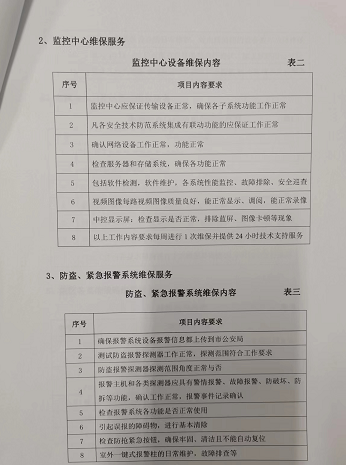 2、监控中心维保服务
监控中心设备维保内容 表二
序号 项目内容要求
1 监控中心应保证传输设备正常，确保各子系统功能工作正常
2 凡各安全技术防范系统集成有联动功能的应保证工作正常
3 确认网络设备工作正常，功能正常
4 检查服务器和存储系统，确保各功能正常
5 包括软件检测，软件维护，各系统性能监控、故障排除、安全巡查
6 视频图像每路视频图像质量良好，能正常显示、调阅，能正常录像
7 中控显示屏：检查显示是否正常，排除蓝屏、图像卡顿等现象
8 以上工作内容要求每周进行1次维保并提供24小时技术支持服务
3、防盗、紧急报警系统维保服务
防盗、紧急报警系统维保内容 表三
序号 项目内容要求
1 确保报警系统设备报警信息都上传到市公安局
2 测试防盗报警探测器工作正常，探测范围符合工作要求
3 防盗报警探测器探测范围角度正常与否
4 报警主机和各类探测器应具有警情报警、故障报警、防破坏、防
拆等功能，确认工作正常，报警事件记录确认
5 检查报警系统各功能是否正常使用
6 引起误报的障碍物，进行基本清除
7 检查防抢紧急按钮，确保牢固、清洁且不能自动复位
8 室外一键式报警柱的日常维护，故障排查等